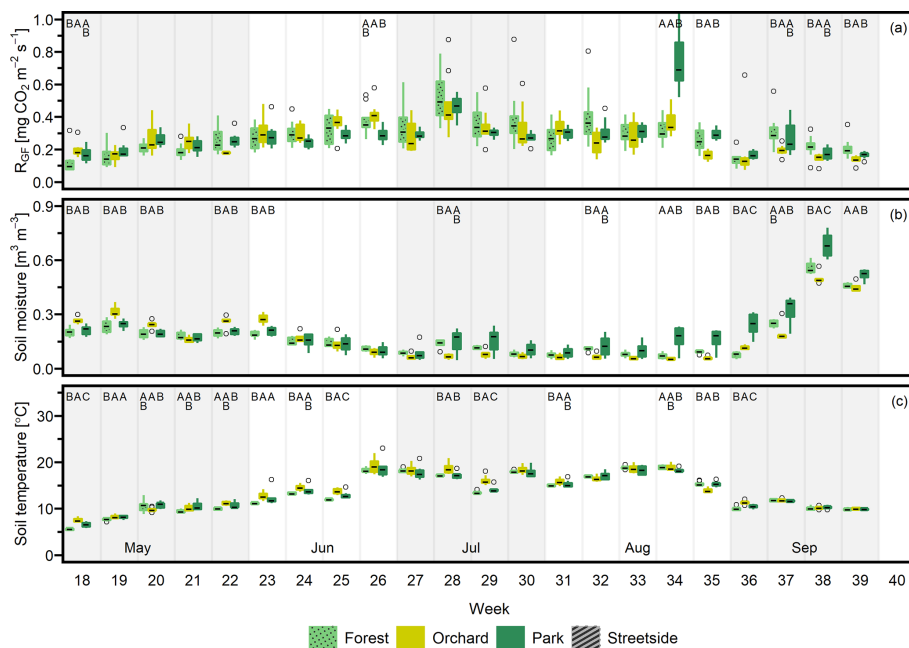 1.0
BAA
B
AAB
AAB
BAB
BAA
B
BAA
B
BAB
(a)
R_GF [mg CO₂ m⁻² s⁻¹]
0.8
0.6
0.4
0.2
0.0
0.9
BAB
BAB
BAB
BAB
BAB
BAA
B
BAA
B
AAB
BAB
BAC
AAB
B
BAC
AAB
(b)
Soil moisture [m³ m⁻³]
0.6
0.3
0.0
BAC
BAA
AAB
B
AAB
B
AAB
B
BAA
AAB
B
BAC
BAB
BAC
BAA
B
AAB
B
BAB
BAC
(c)
Soil temperature [°C]
30
20
10
0
May
Jun
Jul
Aug
Sep
18 19 20 21 22 23 24 25 26 27 28 29 30 31 32 33 34 35 36 37 38 39 40
Week
Forest Orchard Park Streetside